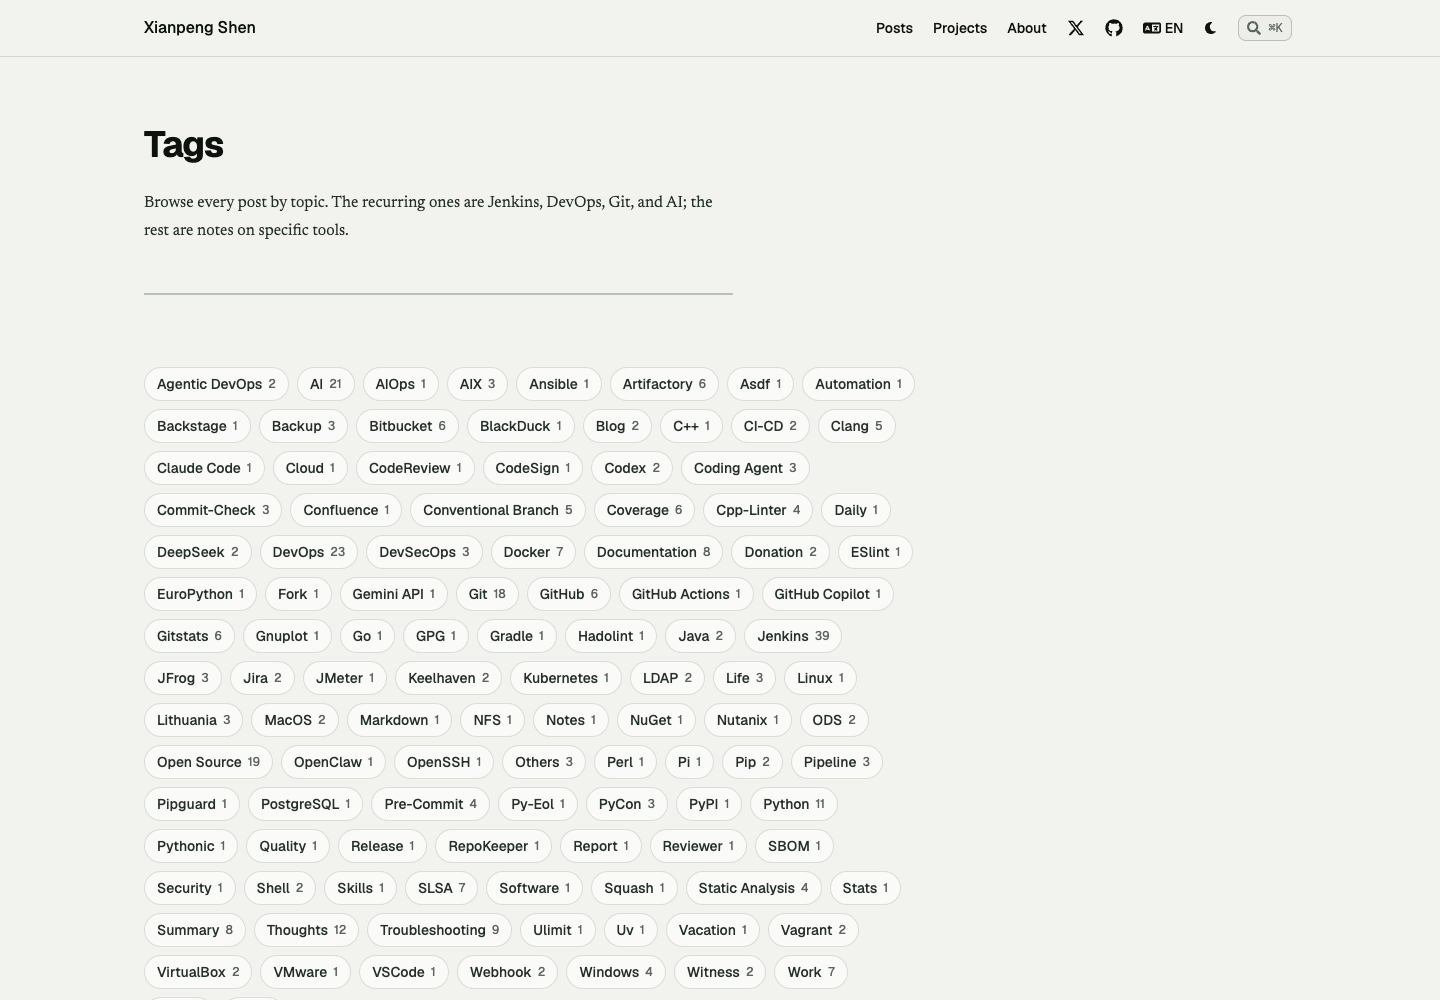 Xianpeng Shen Posts Projects About EN ⌘K
Tags
Browse every post by topic. The recurring ones are Jenkins, DevOps, Git, and AI; the
rest are notes on specific tools.
Agentic DevOps 2 AI 21 AIOps 1 AIX 3 Ansible 1 Artifactory 6 Asdf 1 Automation 1
Backstage 1 Backup 3 Bitbucket 6 BlackDuck 1 Blog 2 C++ 1 CI-CD 2 Clang 5
Claude Code 1 Cloud 1 CodeReview 1 CodeSign 1 Codex 2 Coding Agent 3
Commit-Check 3 Confluence 1 Conventional Branch 5 Coverage 6 Cpp-Linter 4 Daily 1
DeepSeek 2 DevOps 23 DevSecOps 3 Docker 7 Documentation 8 Donation 2 ESlint 1
EuroPython 1 Fork 1 Gemini API 1 Git 18 GitHub 6 GitHub Actions 1 GitHub Copilot 1
Gitstats 6 Gnuplot 1 Go 1 GPG 1 Gradle 1 Hadolint 1 Java 2 Jenkins 39
JFrog 3 Jira 2 JMeter 1 Keelhaven 2 Kubernetes 1 LDAP 2 Life 3 Linux 1
Lithuania 3 MacOS 2 Markdown 1 NFS 1 Notes 1 NuGet 1 Nutanix 1 ODS 2
Open Source 19 OpenClaw 1 OpenSSH 1 Others 3 Perl 1 Pi 1 Pip 2 Pipeline 3
Pipguard 1 PostgreSQL 1 Pre-Commit 4 Py-Eol 1 PyCon 3 PyPI 1 Python 11
Pythonic 1 Quality 1 Release 1 RepoKeeper 1 Report 1 Reviewer 1 SBOM 1
Security 1 Shell 2 Skills 1 SLSA 7 Software 1 Squash 1 Static Analysis 4 Stats 1
Summary 8 Thoughts 12 Troubleshooting 9 Ulimit 1 Uv 1 Vacation 1 Vagrant 2
VirtualBox 2 VMware 1 VSCode 1 Webhook 2 Windows 4 Witness 2 Work 7